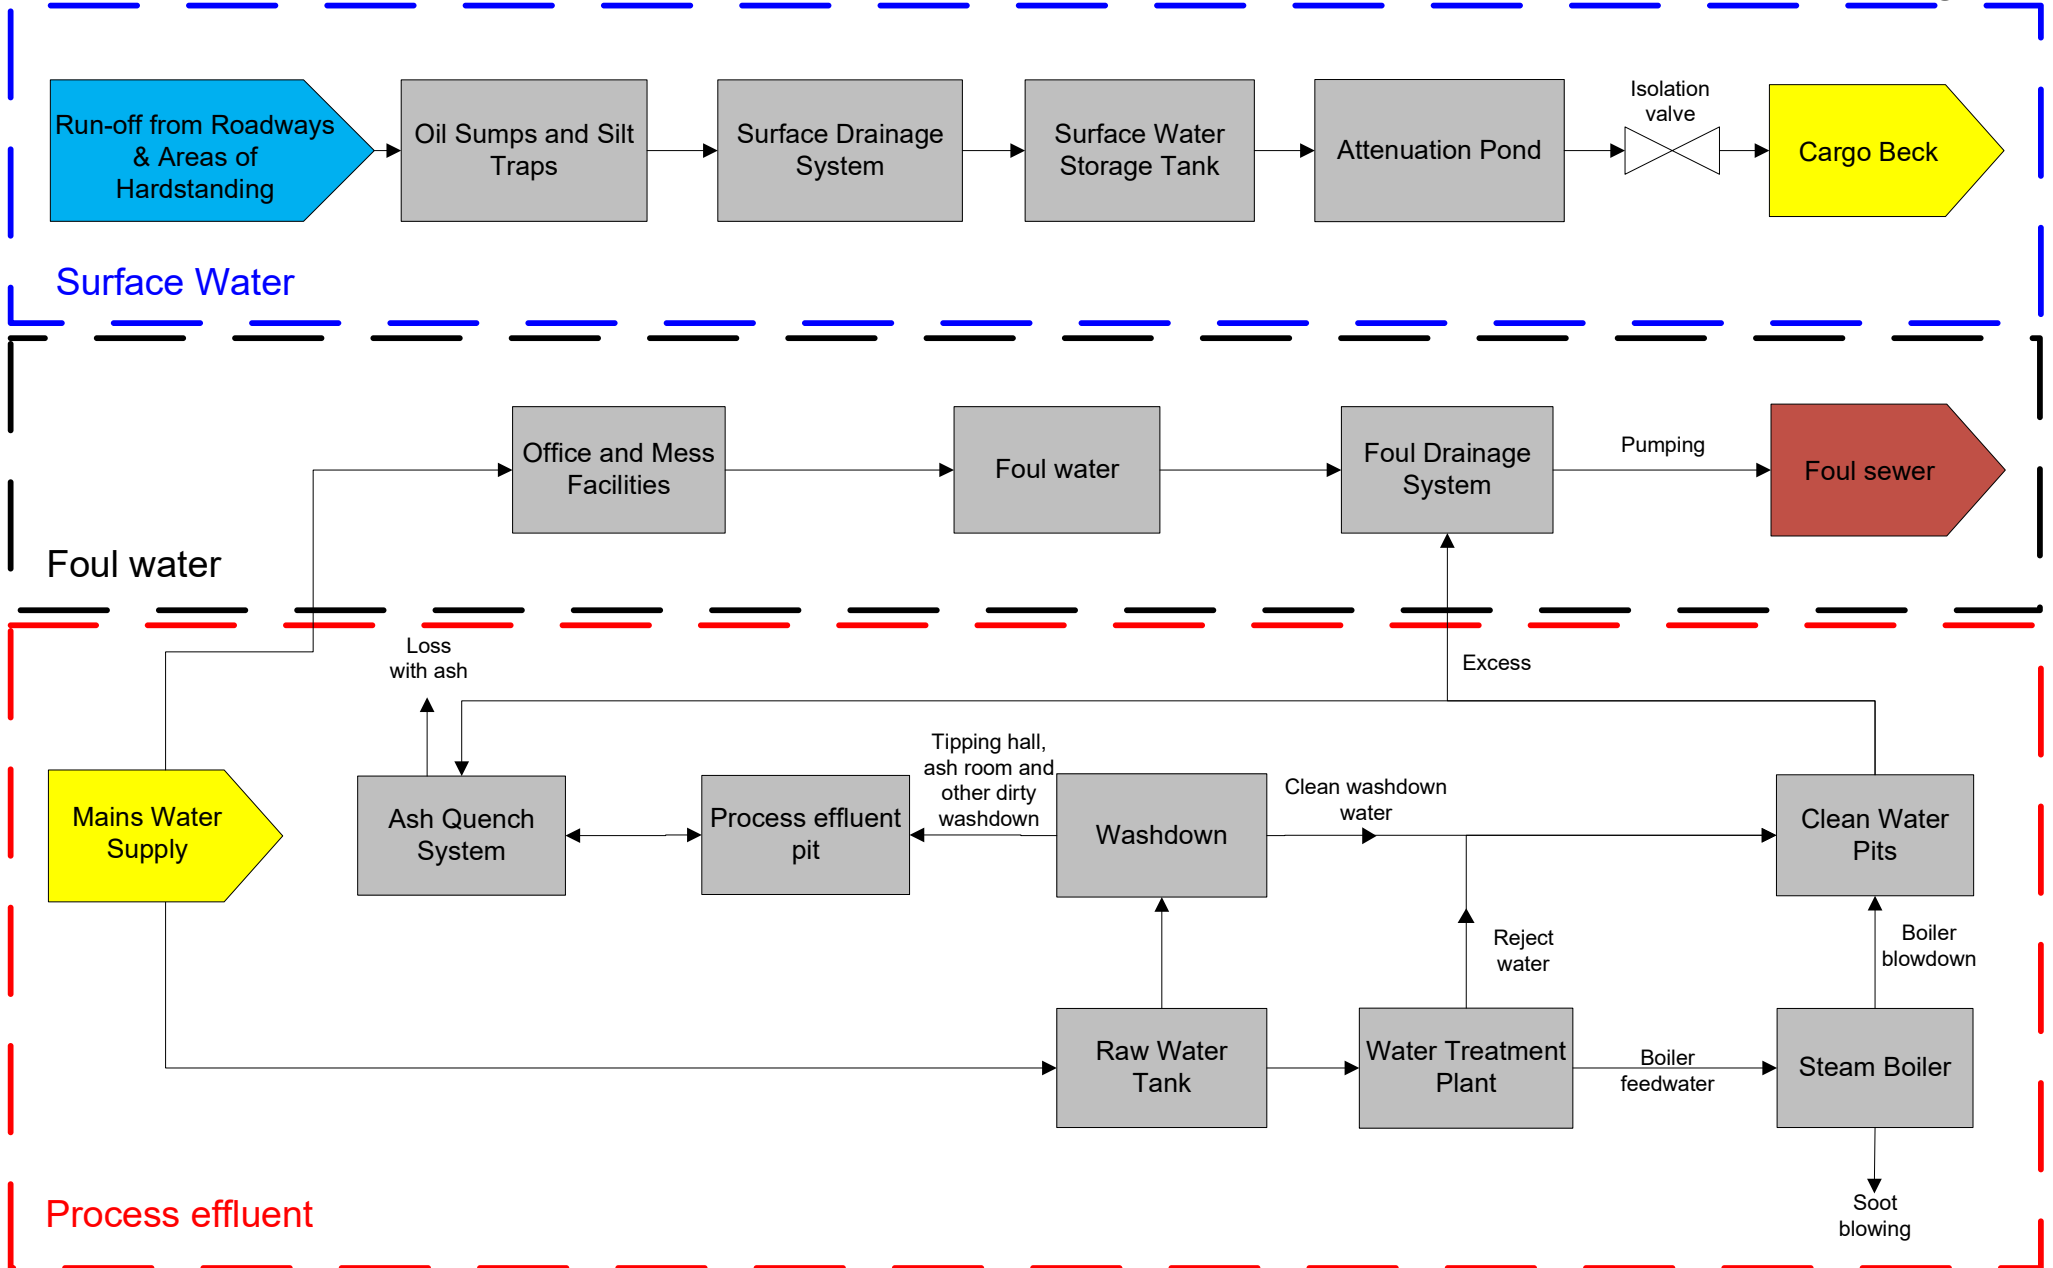 Run-off from Roadways
& Areas of
Hardstanding
Oil Sumps and Silt
Traps
Surface Drainage
System
Surface Water
Storage Tank
Attenuation Pond
Isolation
valve
Cargo Beck
Surface Water
Office and Mess
Facilities
Foul water
Foul Drainage
System
Pumping
Foul sewer
Foul water
Loss
with ash
Excess
Mains Water
Supply
Ash Quench
System
Process effluent
pit
Tipping hall,
ash room and
other dirty
washdown
Washdown
Clean washdown
water
Clean Water
Pits
Reject
water
Boiler
blowdown
Raw Water
Tank
Water Treatment
Plant
Boiler
feedwater
Steam Boiler
Soot
blowing
Process effluent